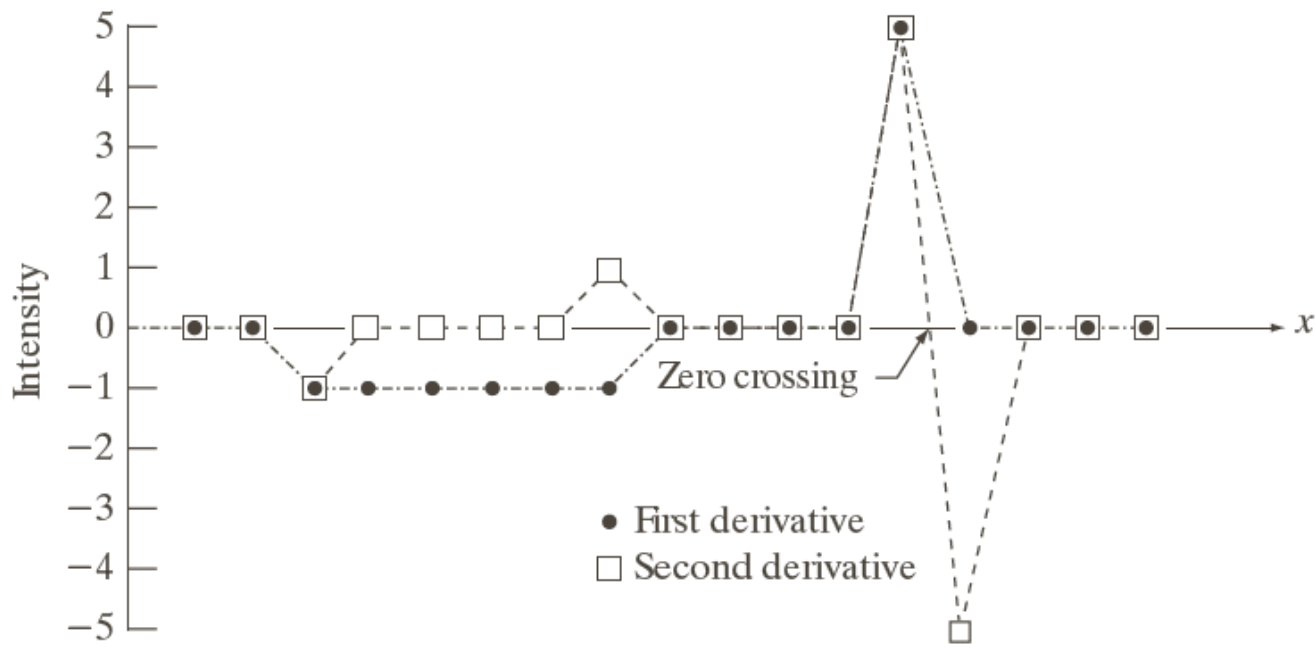 5
4
3
2
1
0
−1
−2
−3
−4
−5
Intensity
x
Zero crossing
First derivative
Second derivative